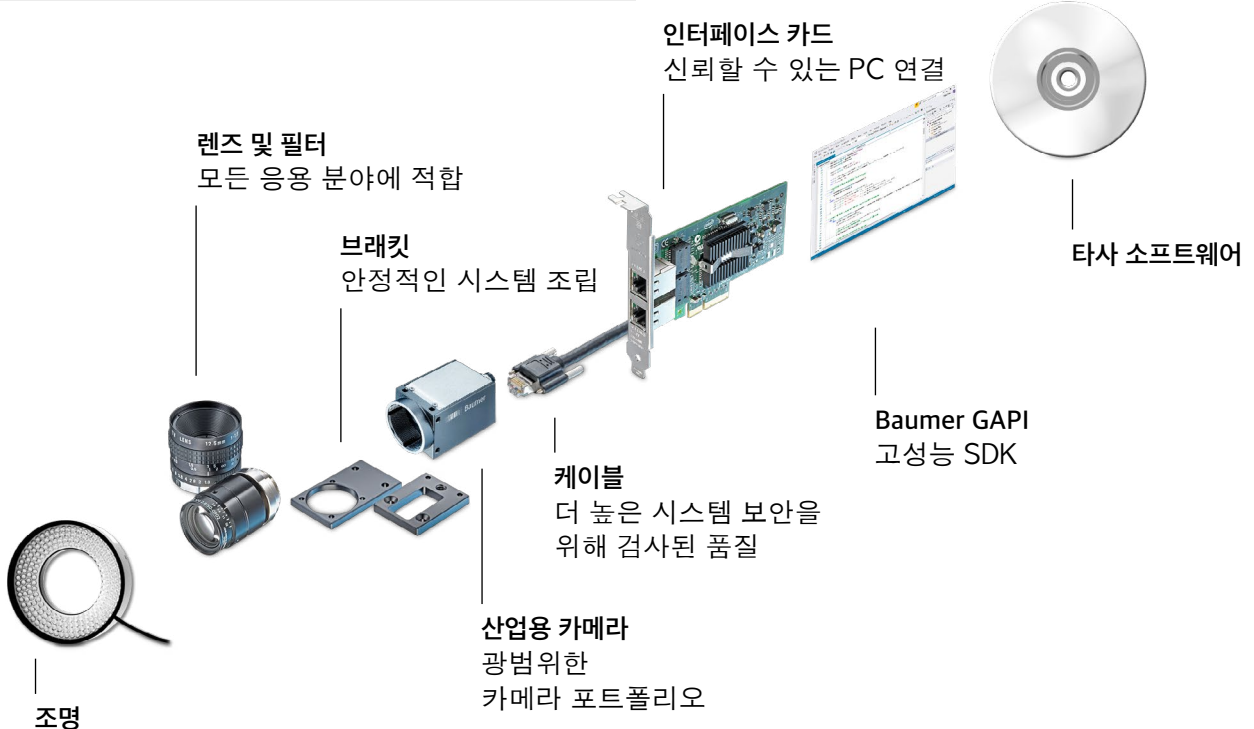 인터페이스 카드
신뢰할 수 있는 PC 연결
렌즈 및 필터
모든 응용 분야에 적합
브래킷
안정적인 시스템 조립
타사 소프트웨어
Baumer
Baumer GAPI
고성능 SDK
케이블
더 높은 시스템 보안을
위해 검사된 품질
산업용 카메라
광범위한
카메라 포트폴리오
조명